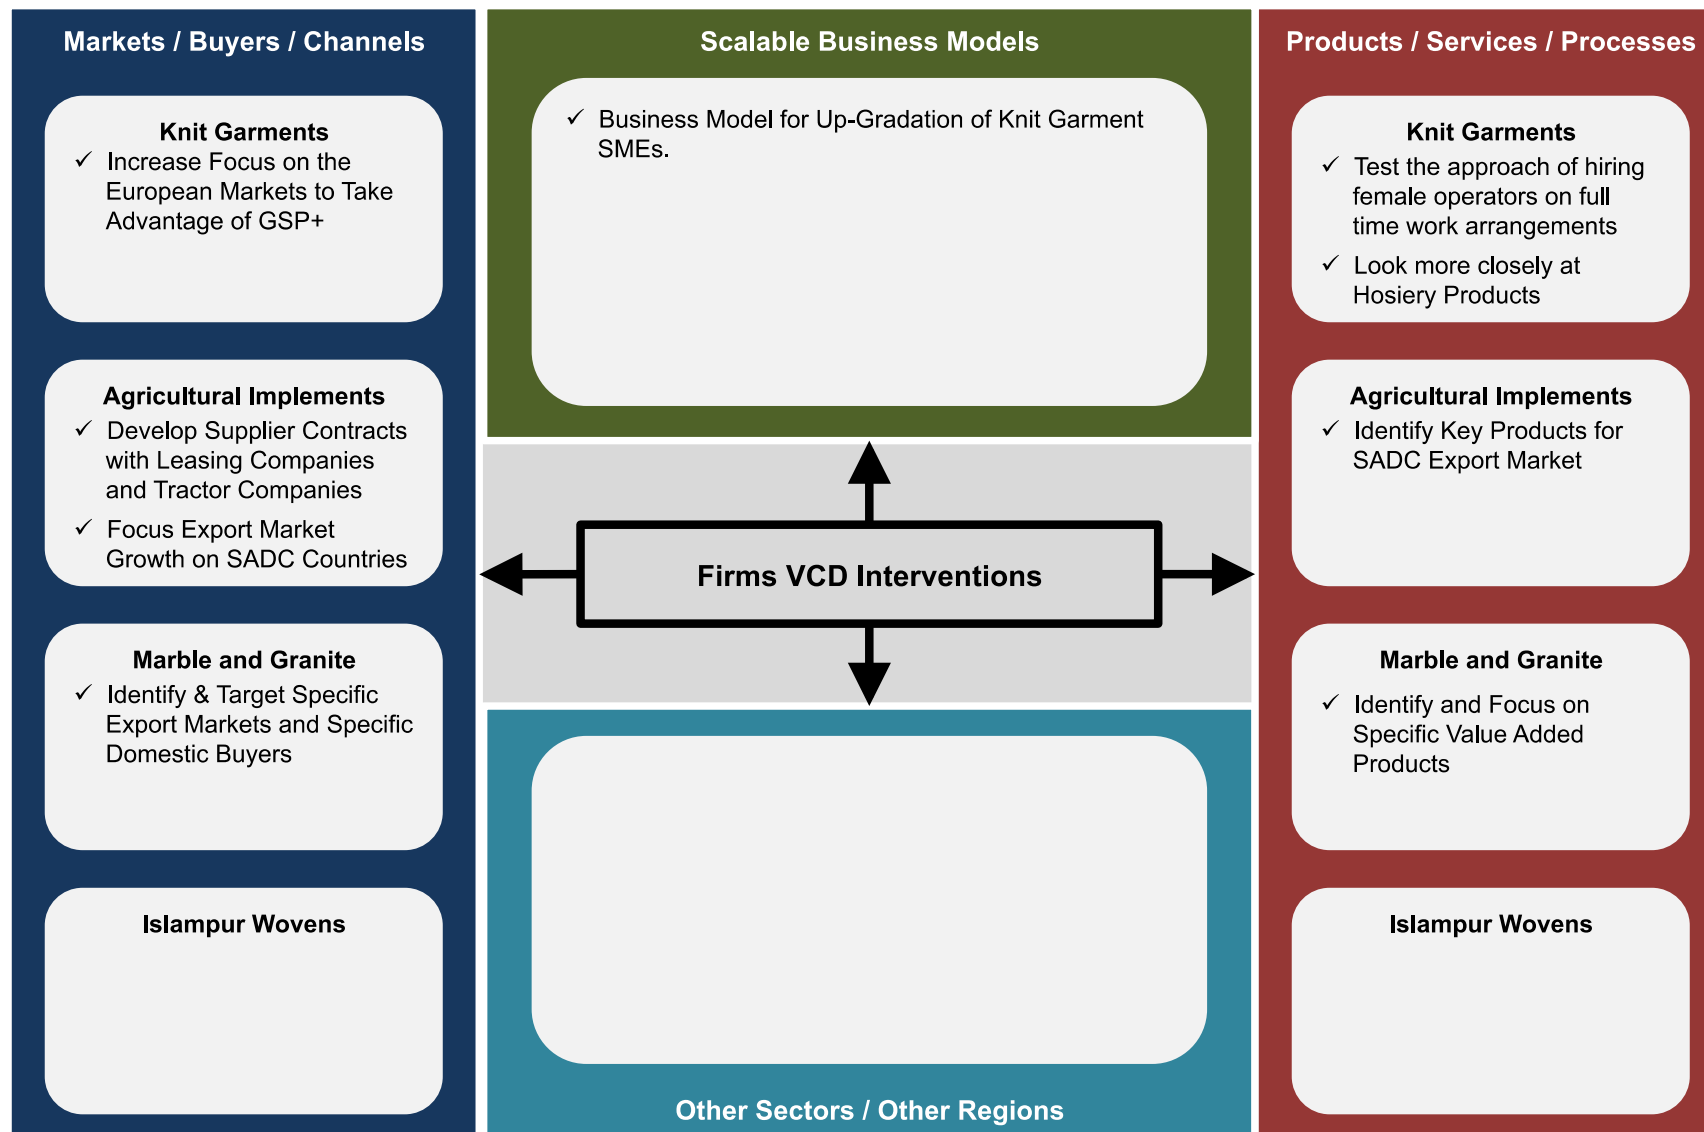 Markets / Buyers / Channels
Knit Garments
✓ Increase Focus on the
European Markets to Take
Advantage of GSP+
Agricultural Implements
✓ Develop Supplier Contracts
with Leasing Companies
and Tractor Companies
✓ Focus Export Market
Growth on SADC Countries
Marble and Granite
✓ Identify & Target Specific
Export Markets and Specific
Domestic Buyers
Islampur Wovens
Scalable Business Models
✓ Business Model for Up-Gradation of Knit Garment
SMEs.
Firms VCD Interventions
Other Sectors / Other Regions
Products / Services / Processes
Knit Garments
✓ Test the approach of hiring
female operators on full
time work arrangements
✓ Look more closely at
Hosiery Products
Agricultural Implements
✓ Identify Key Products for
SADC Export Market
Marble and Granite
✓ Identify and Focus on
Specific Value Added
Products
Islampur Wovens